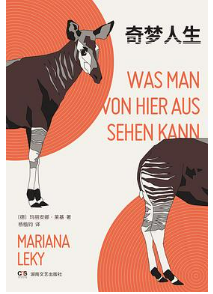 奇梦人生
WAS MAN
VON HIER AUS
SEHEN KANN
(德) 玛丽安娜·莱基 著
MARIANA
LEKY
湖南文艺出版社